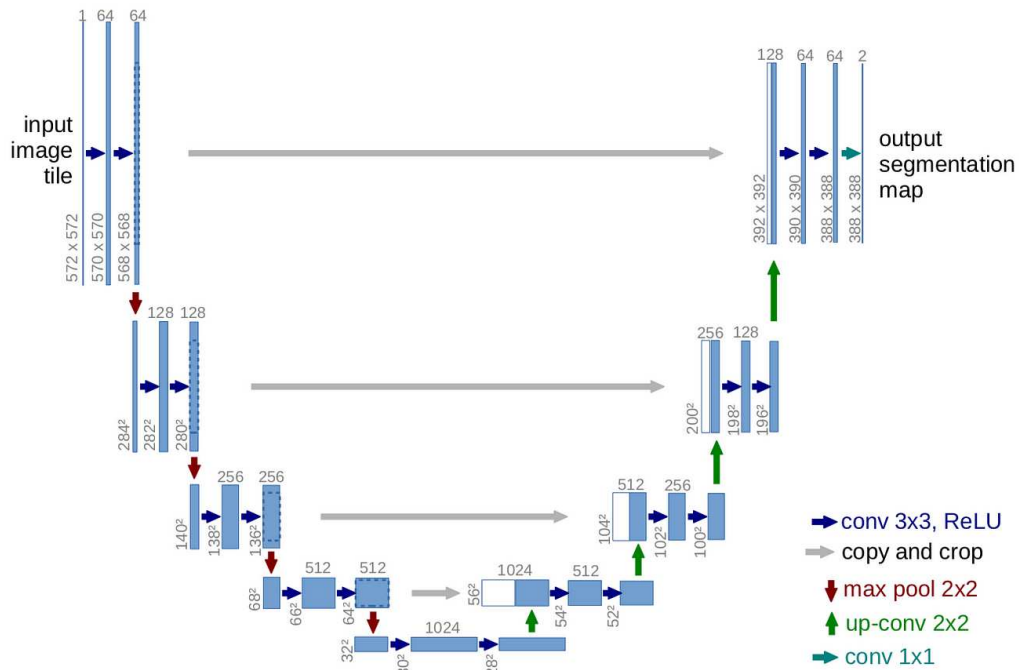 1 64 64
input
image
tile
572 x 572
570 x 570
568 x 568
128 64 64 2
output
segmentation
map
392 x 392
390 x 390
388 x 388
388 x 388
128 128
284²
282²
280²
256 128
200²
198²
196²
256 256
140²
138²
136²
512 256
104²
102²
100²
512 512
68²
66²
64²
1024 512
56²
54²
52²
1024
32²
conv 3x3, ReLU
copy and crop
max pool 2x2
up-conv 2x2
conv 1x1